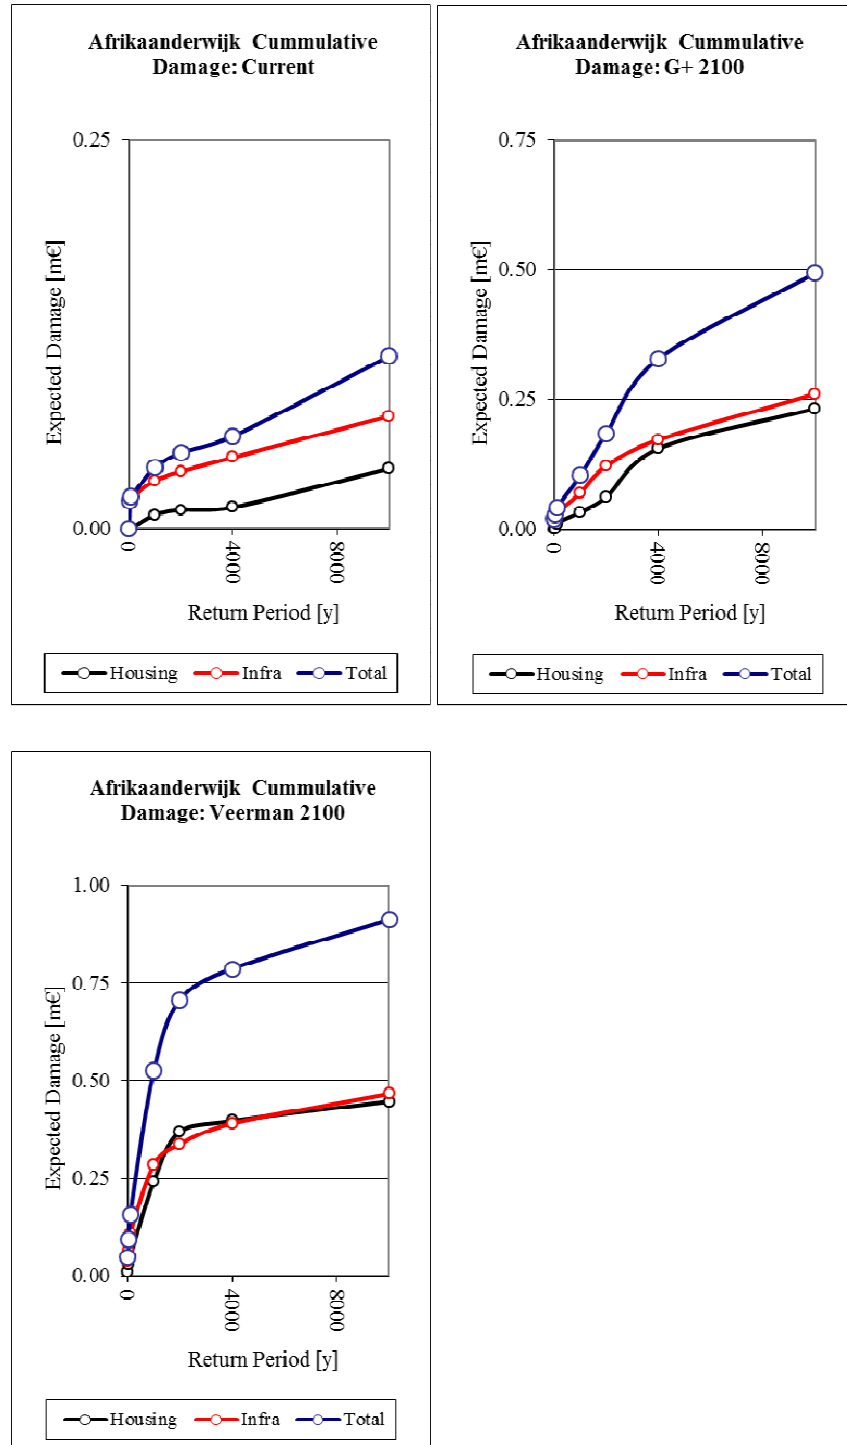 Afrikaanderwijk Cummulative
Damage: Current
0.25
0.00
Expected Damage [m€]
0
4000
8000
Return Period [y]
Housing Infra Total
Afrikaanderwijk Cummulative
Damage: G+ 2100
0.75
0.50
0.25
0.00
Expected Damage [m€]
0
4000
8000
Return Period [y]
Housing Infra Total
Afrikaanderwijk Cummulative
Damage: Veerman 2100
1.00
0.75
0.50
0.25
0.00
Expected Damage [m€]
0
4000
8000
Return Period [y]
Housing Infra Total